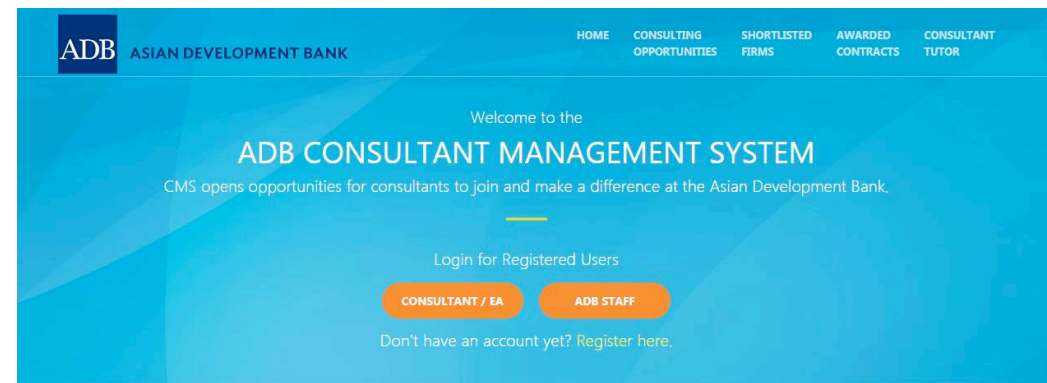 ADB ASIAN DEVELOPMENT BANK
HOME
CONSULTING
OPPORTUNITIES
SHORTLISTED
FIRMS
AWARDED
CONTRACTS
CONSULTANT
TUTOR
Welcome to the
ADB CONSULTANT MANAGEMENT SYSTEM
CMS opens opportunities for consultants to join and make a difference at the Asian Development Bank.
Login for Registered Users
CONSULTANT / EA
ADB STAFF
Don't have an account yet? Register here.